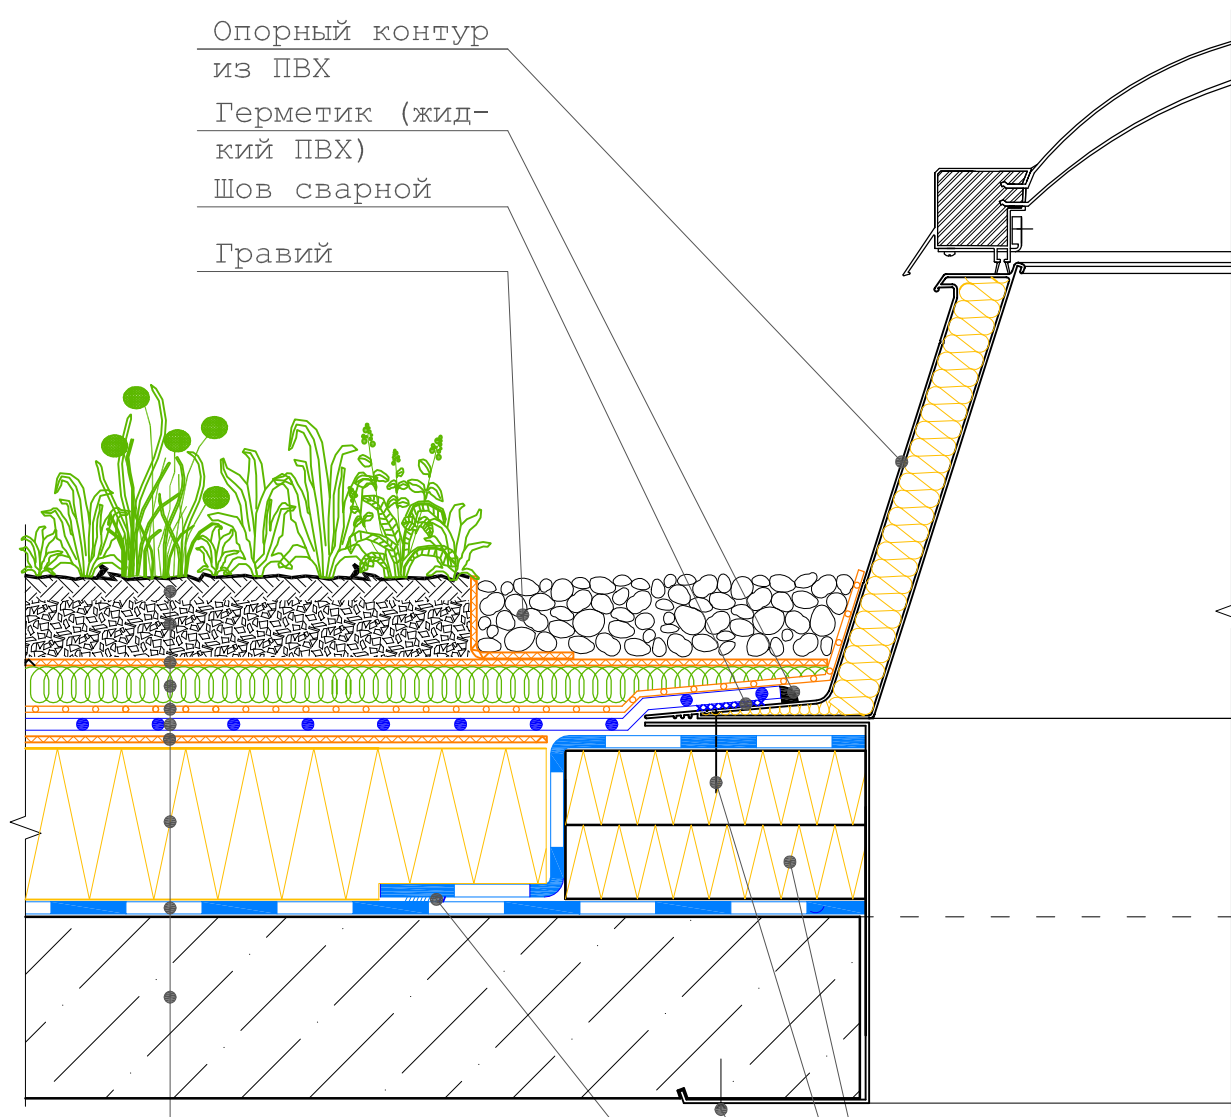 Опорный контур
из ПВХ
Герметик (жид-
кий ПВХ)
Шов сварной
Гравий